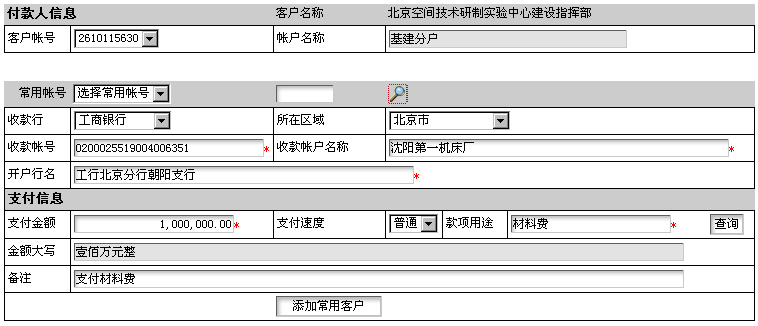 付款人信息 客户名称 北京空间技术研制实验中心建设指挥部
客户帐号 2610115630 帐户名称 基建分户
常用帐号 选择常用帐号
收款行 工商银行 所在区域 北京市
收款帐号 0200025519004006351 * 收款帐户名称 沈阳第一机床厂 *
开户行名 工行北京分行朝阳支行 *
支付信息
支付金额 1,000,000.00 * 支付速度 普通 款项用途 材料费 * 查询
金额大写 壹佰万元整
备注 支付材料费
添加常用客户